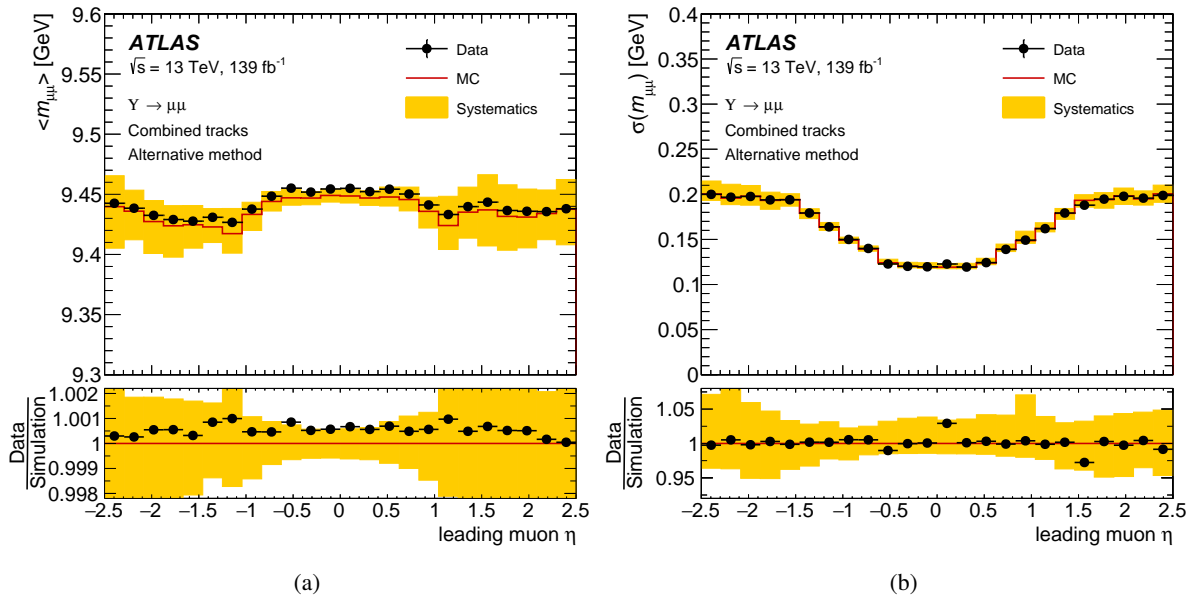 ATLAS
√s = 13 TeV, 139 fb⁻¹
ϒ → μμ
Combined tracks
Alternative method
Data
MC
Systematics
<m_μμ> [GeV]
9.6
9.55
9.5
9.45
9.4
9.35
9.3
Data
Simulation
1.002
1.001
1
0.999
0.998
−2.5 −2 −1.5 −1 −0.5 0 0.5 1 1.5 2 2.5
leading muon η
(a)
ATLAS
√s = 13 TeV, 139 fb⁻¹
ϒ → μμ
Combined tracks
Alternative method
Data
MC
Systematics
σ(m_μμ) [GeV]
0.4
0.35
0.3
0.25
0.2
0.15
0.1
0.05
0
Data
Simulation
1.05
1
0.95
−2.5 −2 −1.5 −1 −0.5 0 0.5 1 1.5 2 2.5
leading muon η
(b)